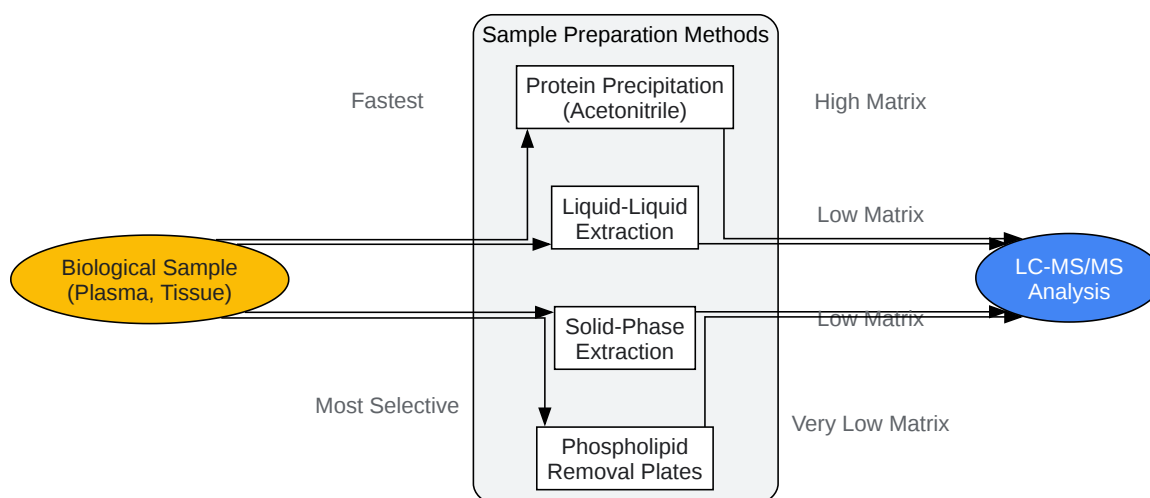 Sample Preparation Methods
Fastest
Protein Precipitation
(Acetonitrile)
High Matrix
Liquid-Liquid
Extraction
Low Matrix
Biological Sample
(Plasma, Tissue)
LC-MS/MS
Analysis
Solid-Phase
Extraction
Low Matrix
Most Selective
Phospholipid
Removal Plates
Very Low Matrix